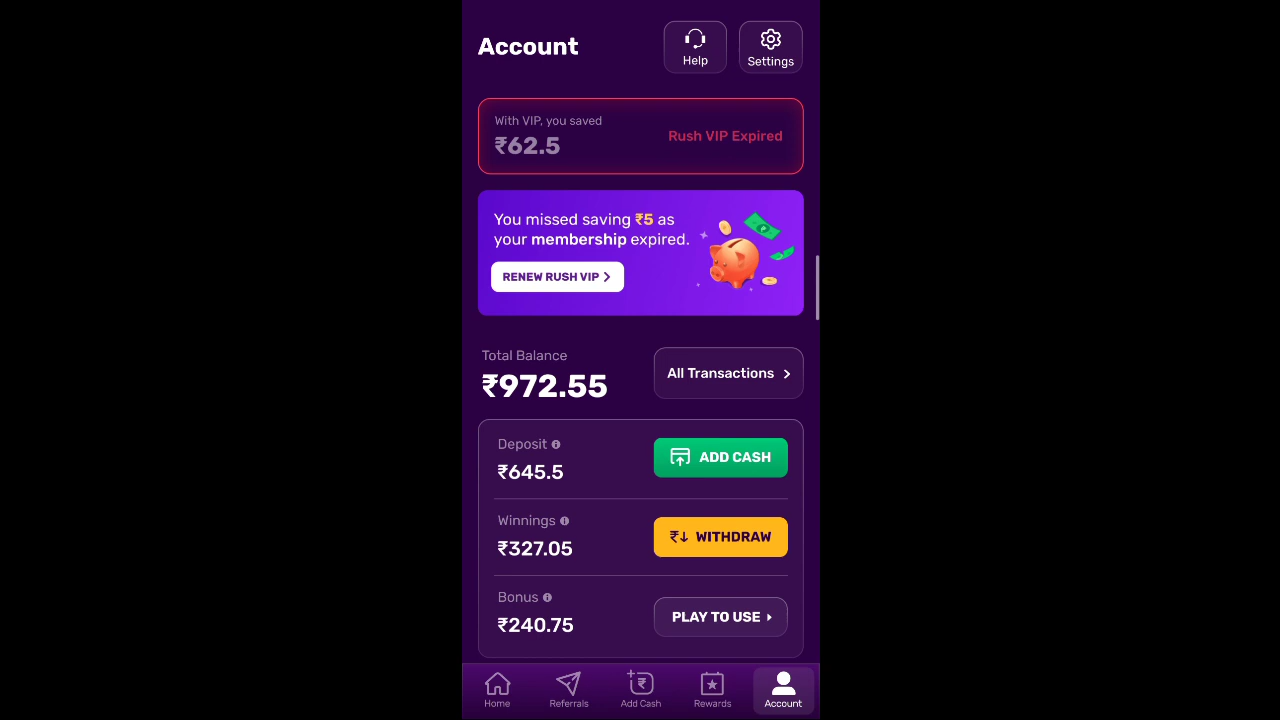 Account
Help
Settings
With VIP, you saved
₹62.5
Rush VIP Expired
You missed saving ₹5 as
your membership expired.
RENEW RUSH VIP
Total Balance
₹972.55
All Transactions
Deposit
₹645.5
ADD CASH
Winnings
₹327.05
₹↓ WITHDRAW
Bonus
₹240.75
PLAY TO USE
Home
Referrals
Add Cash
Rewards
Account